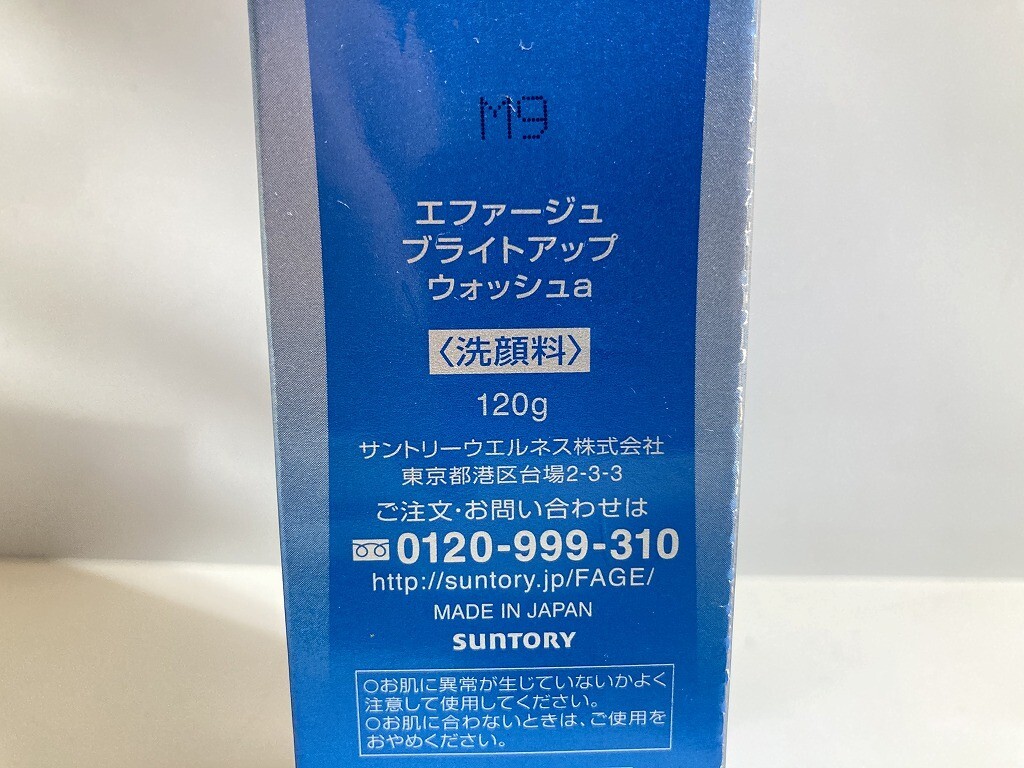 M9
エファージュ
ブライトアップ
ウォッシュa
〈洗顔料〉
120g
サントリーウエルネス株式会社
東京都港区台場2-3-3
ご注文・お問い合わせは
0120-999-310
http://suntory.jp/FAGE/
MADE IN JAPAN
SUNTORY
○お肌に異常が生じていないかよく
注意して使用してください。
○お肌に合わないときは、ご使用を
おやめください。